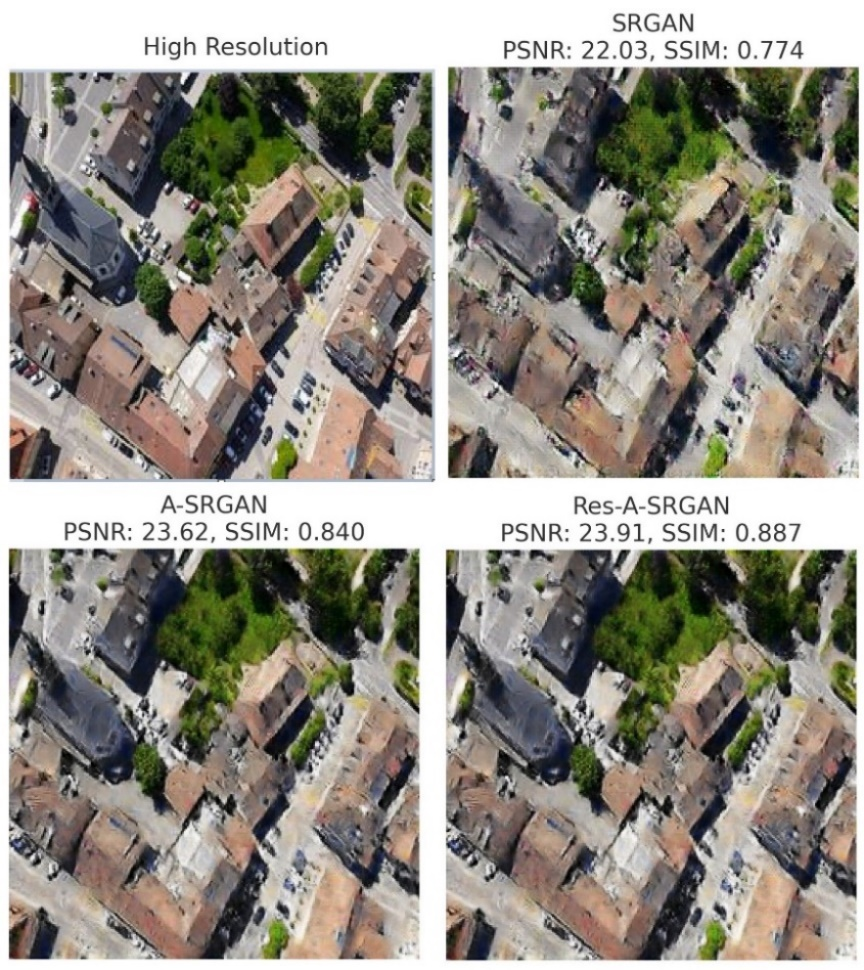 High Resolution
SRGAN
PSNR: 22.03, SSIM: 0.774
A-SRGAN
PSNR: 23.62, SSIM: 0.840
Res-A-SRGAN
PSNR: 23.91, SSIM: 0.887